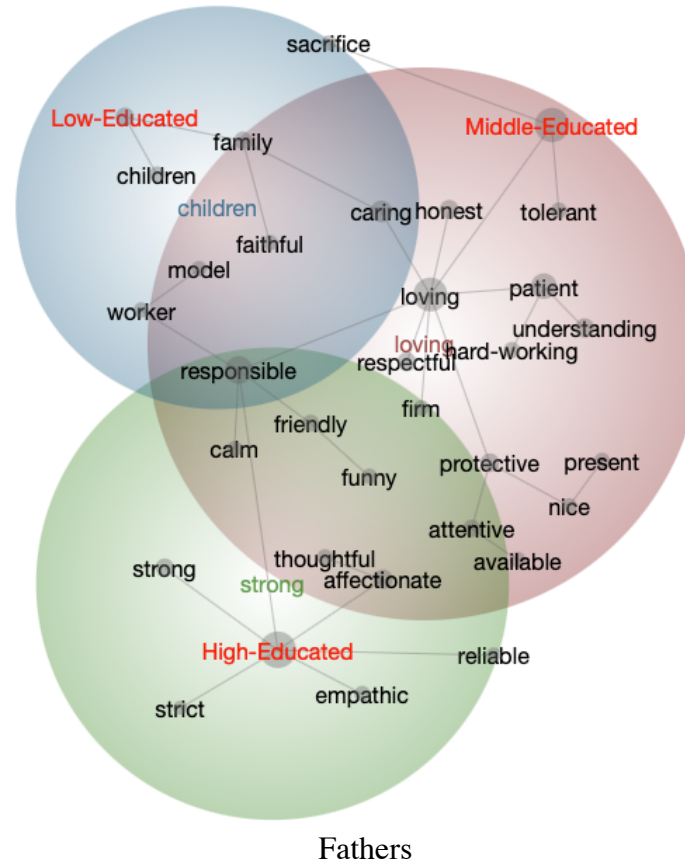 sacrifice
Low-Educated
Middle-Educated
family
children
children
caring
honest
tolerant
faithful
model
loving
patient
worker
understanding
loving
hard-working
respectful
responsible
firm
friendly
calm
protective
present
funny
nice
attentive
thoughtful
available
strong
affectionate
strong
High-Educated
reliable
empathic
strict
Fathers